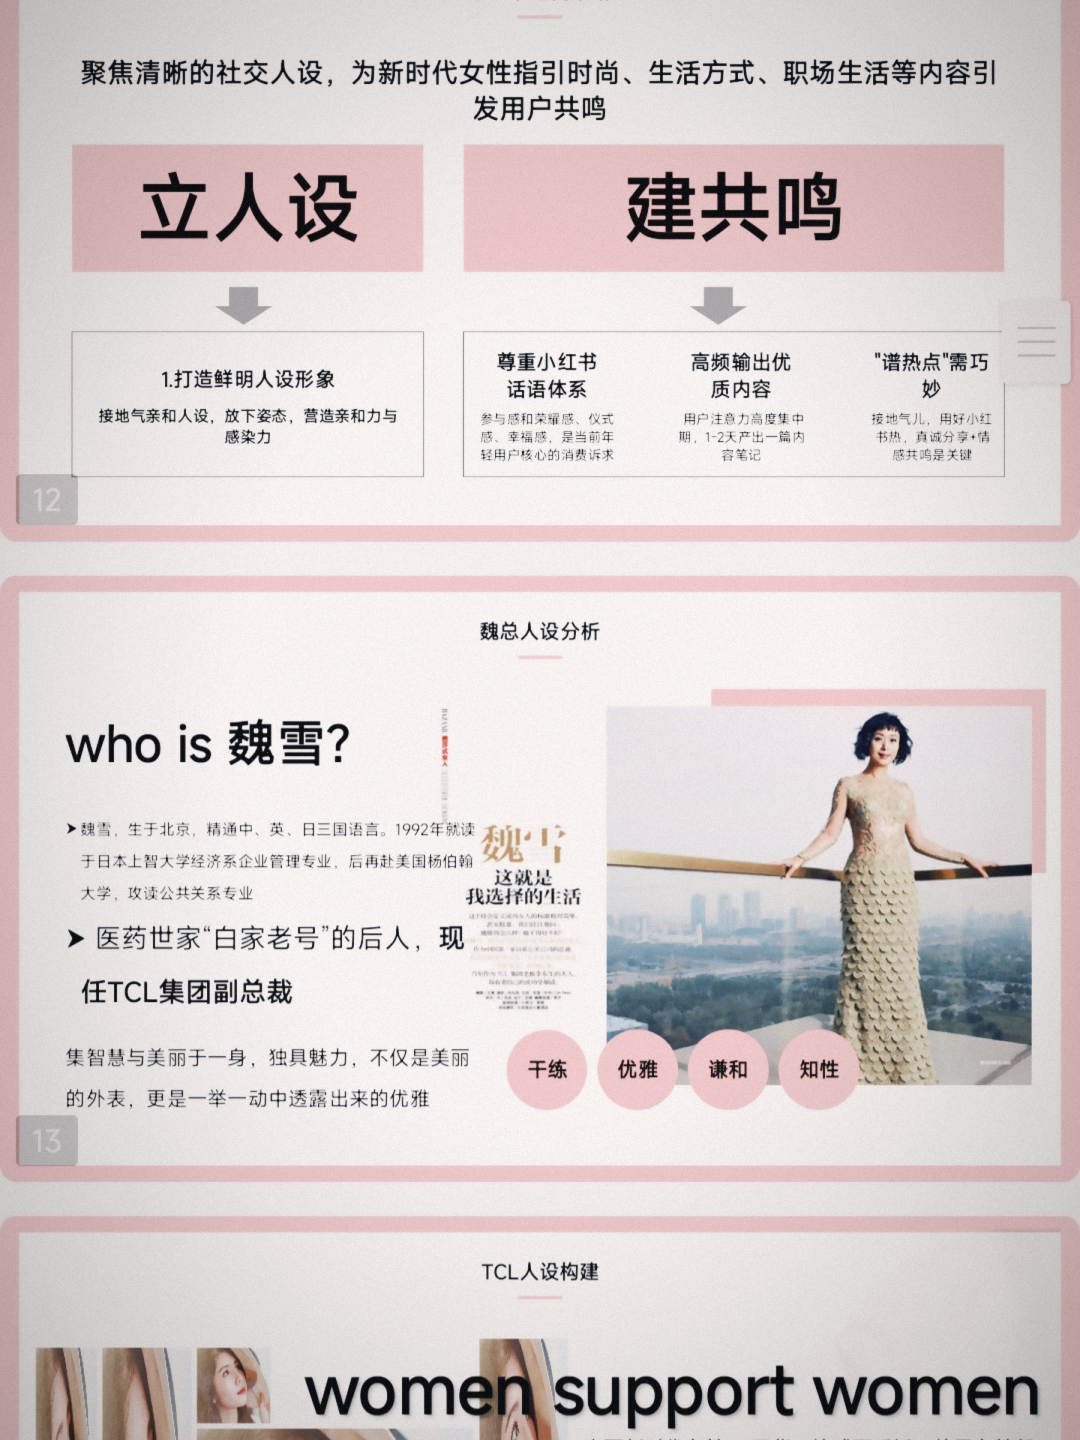 聚焦清晰的社交人设，为新时代女性指引时尚、生活方式、职场生活等内容引
发用户共鸣
立人设
建共鸣
1.打造鲜明人设形象
接地气亲和人设，放下姿态，营造亲和力与
感染力
尊重小红书
话语体系
参与感和荣耀感、仪式
感、幸福感，是当前年
轻用户核心的消费诉求
高频输出优
质内容
用户注意力高度集中
期，1-2天产出一篇内
容笔记
"谱热点"需巧
妙
接地气儿，用好小红
书热，真诚分享+情
感共鸣是关键
12
魏总人设分析
who is 魏雪?
➤魏雪，生于北京，精通中、英、日三国语言。1992年就读
于日本上智大学经济系企业管理专业，后再赴美国杨伯翰
大学，攻读公共关系专业
➤ 医药世家“白家老号”的后人，现
任TCL集团副总裁
集智慧与美丽于一身，独具魅力，不仅是美丽
的外表，更是一举一动中透露出来的优雅
魏雪
这就是
我选择的生活
干练
优雅
谦和
知性
13
TCL人设构建
women support women